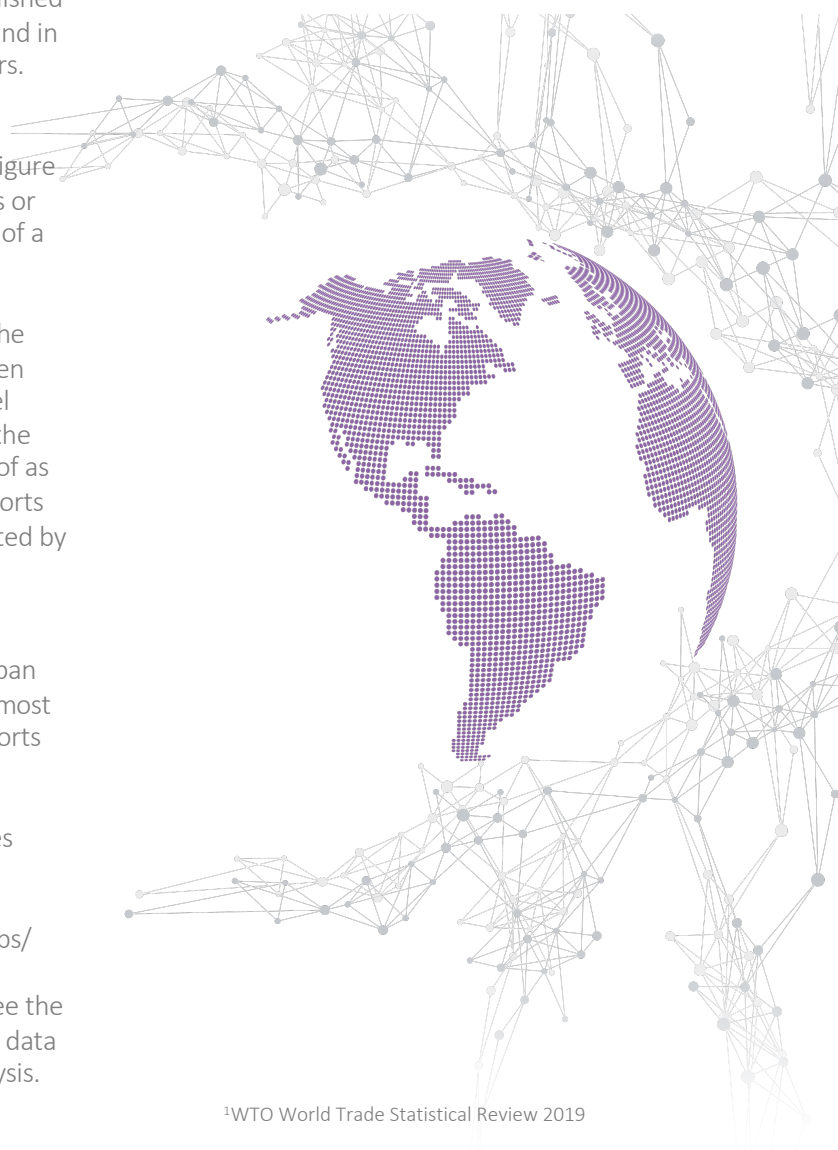 ished
nd in
rs.
igure
s or
of a
he
en
el
the
of as
orts
ted by
pan
most
orts
es
os/
ee the
data
ysis.
¹WTO World Trade Statistical Review 2019